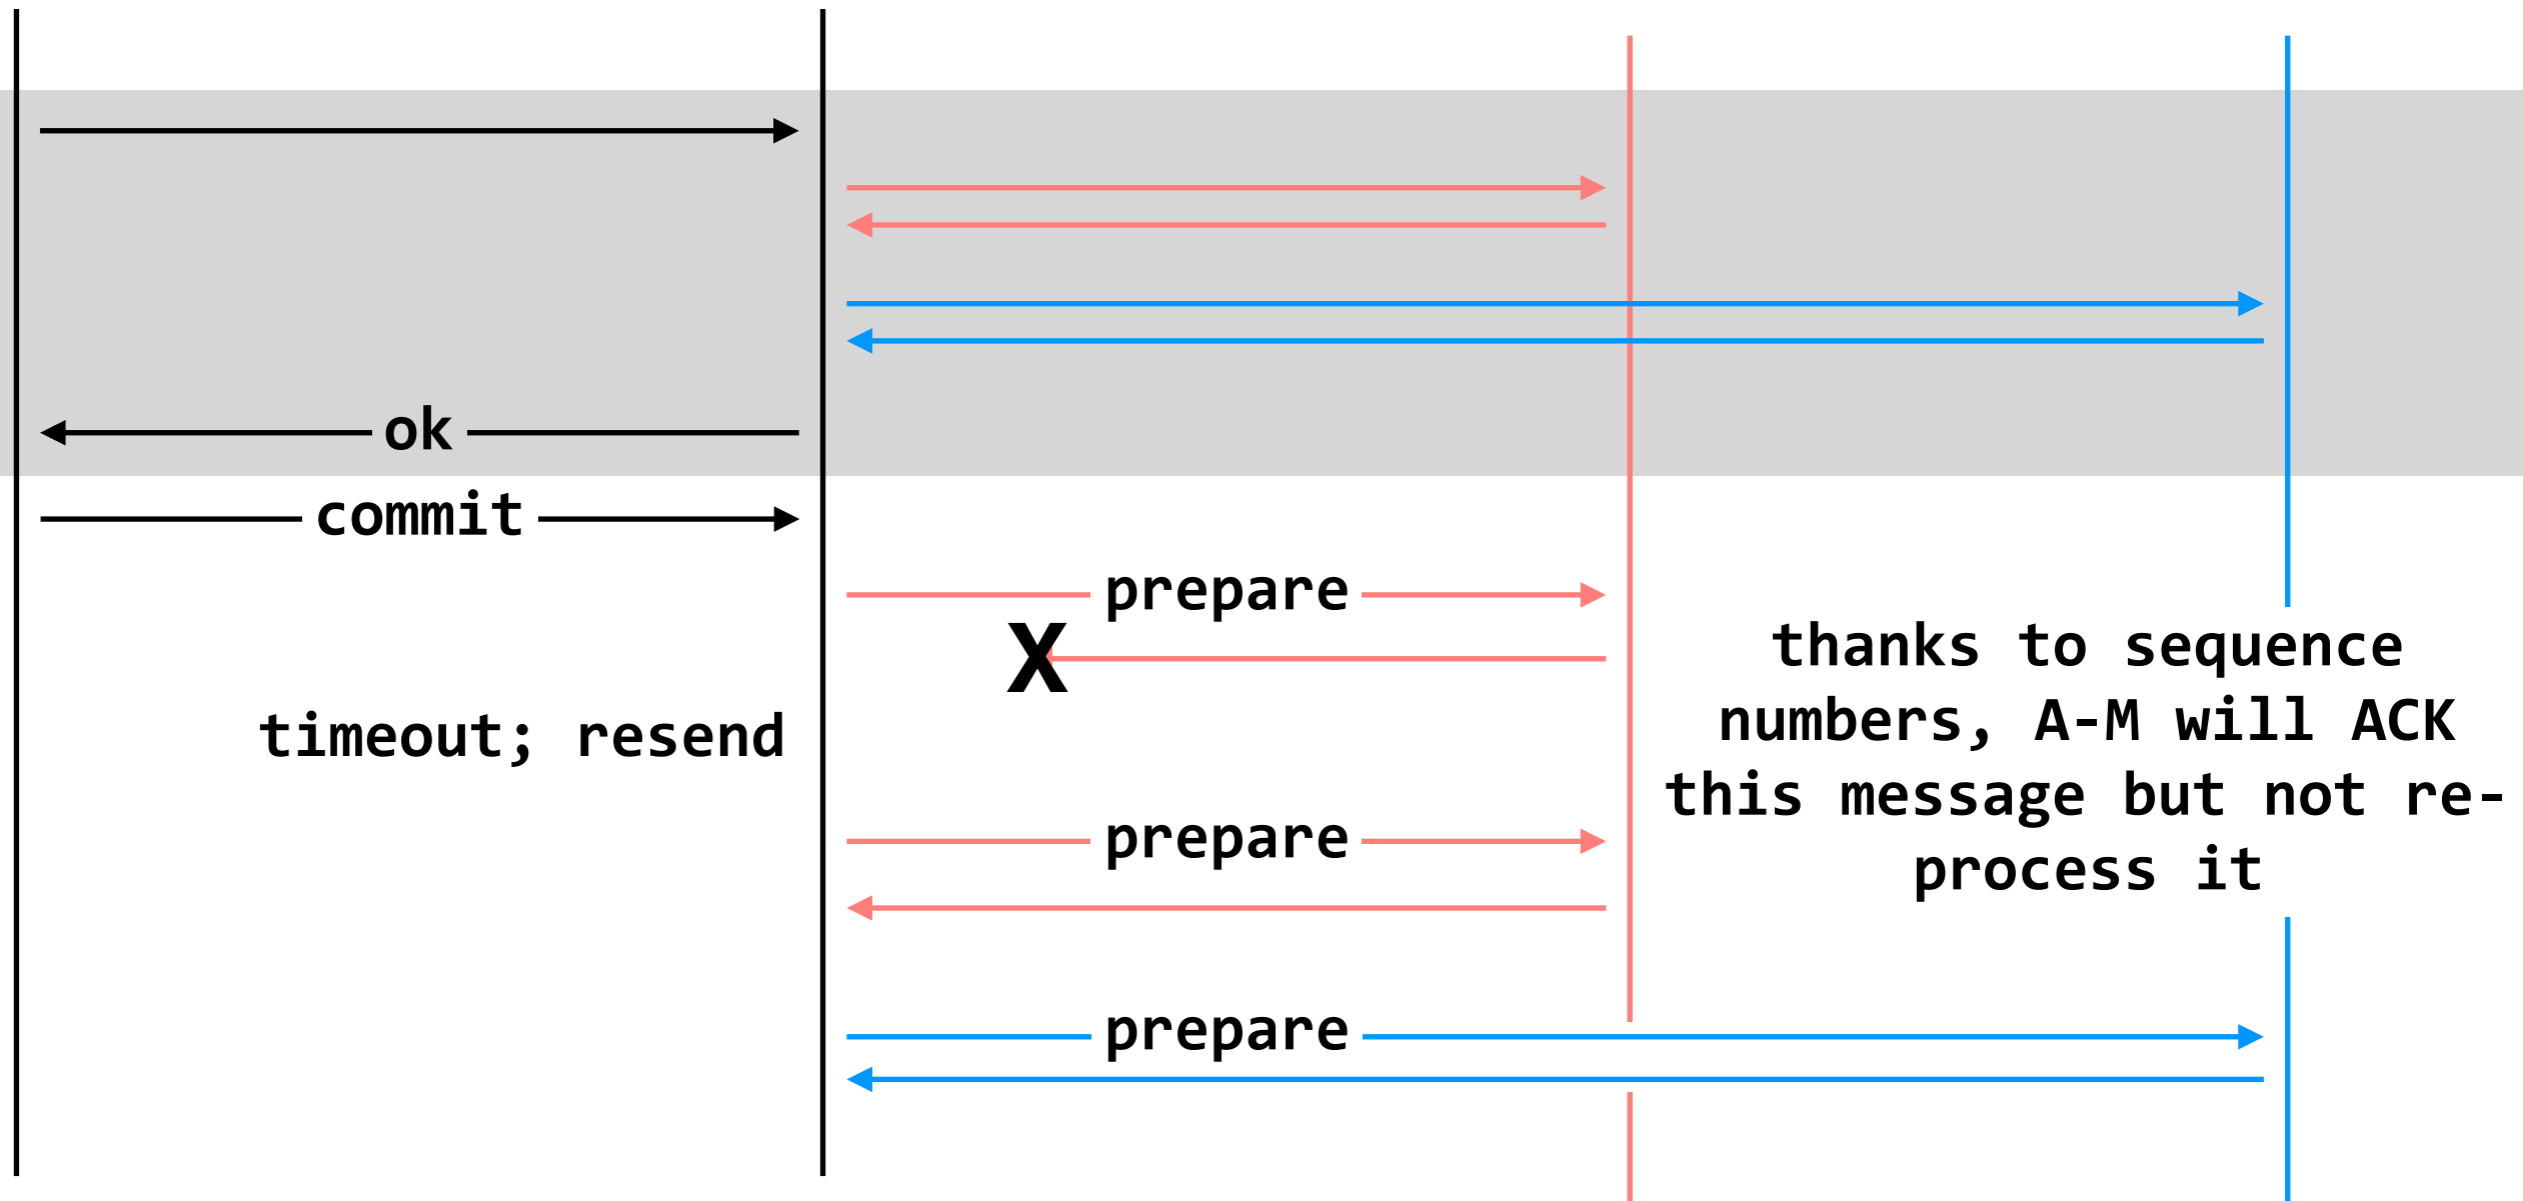 ok
commit
prepare
X
thanks to sequence
numbers, A-M will ACK
this message but not re-
process it
timeout; resend
prepare
prepare